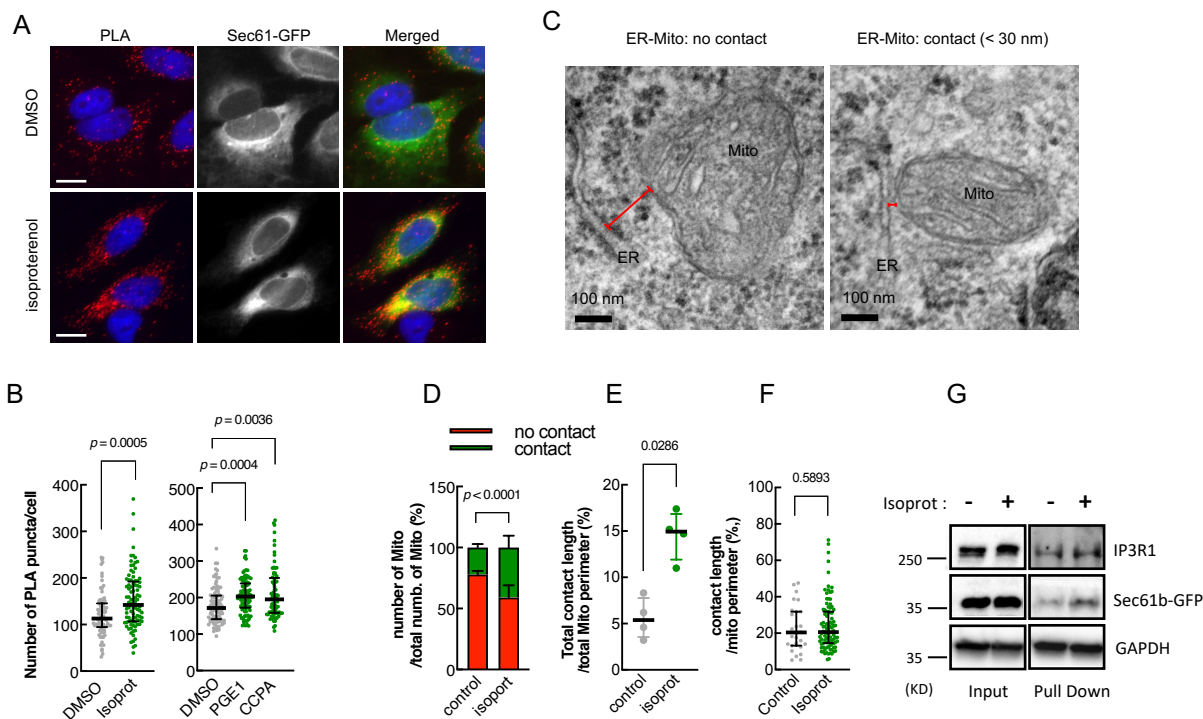 A
PLA
Sec61-GFP
Merged
DMSO
isoproterenol
C
ER-Mito: no contact
ER-Mito: contact (< 30 nm)
Mito
ER
100 nm
Mito
ER
100 nm
B
Number of PLA puncta/cell
400
300
200
100
0
p = 0.0005
DMSO
Isoprot
500
400
300
200
100
0
p = 0.0036
p = 0.0004
DMSO
PGE1
CCPA
D
no contact
contact
number of Mito
/total numb. of Mito (%)
100
50
0
p < 0.0001
control
isoport
E
Total contact length
/total Mito perimeter (%)
20
15
10
5
0
0.0286
control
isoprot
F
contact length
/mito perimeter (%,)
100
80
60
40
20
0
0.5893
Control
Isoprot
G
Isoprot : - + - +
250
IP3R1
35
Sec61b-GFP
35
GAPDH
(KD) Input Pull Down